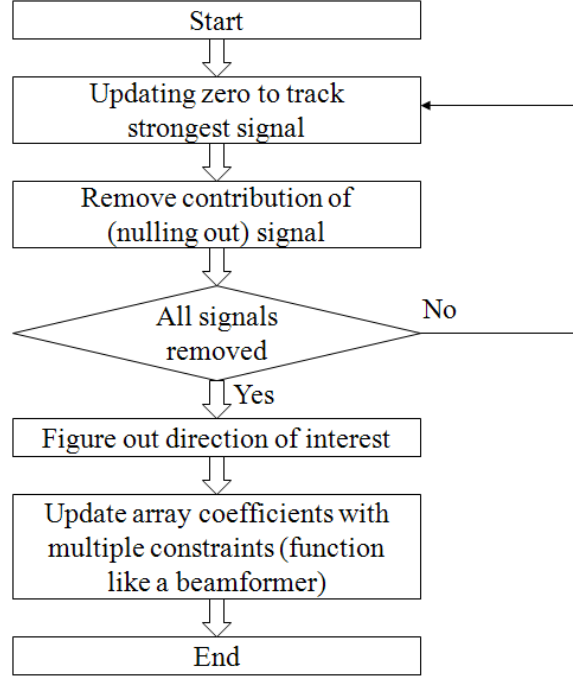 Start
Updating zero to track
strongest signal
Remove contribution of
(nulling out) signal
All signals
removed
No
Yes
Figure out direction of interest
Update array coefficients with
multiple constraints (function
like a beamformer)
End